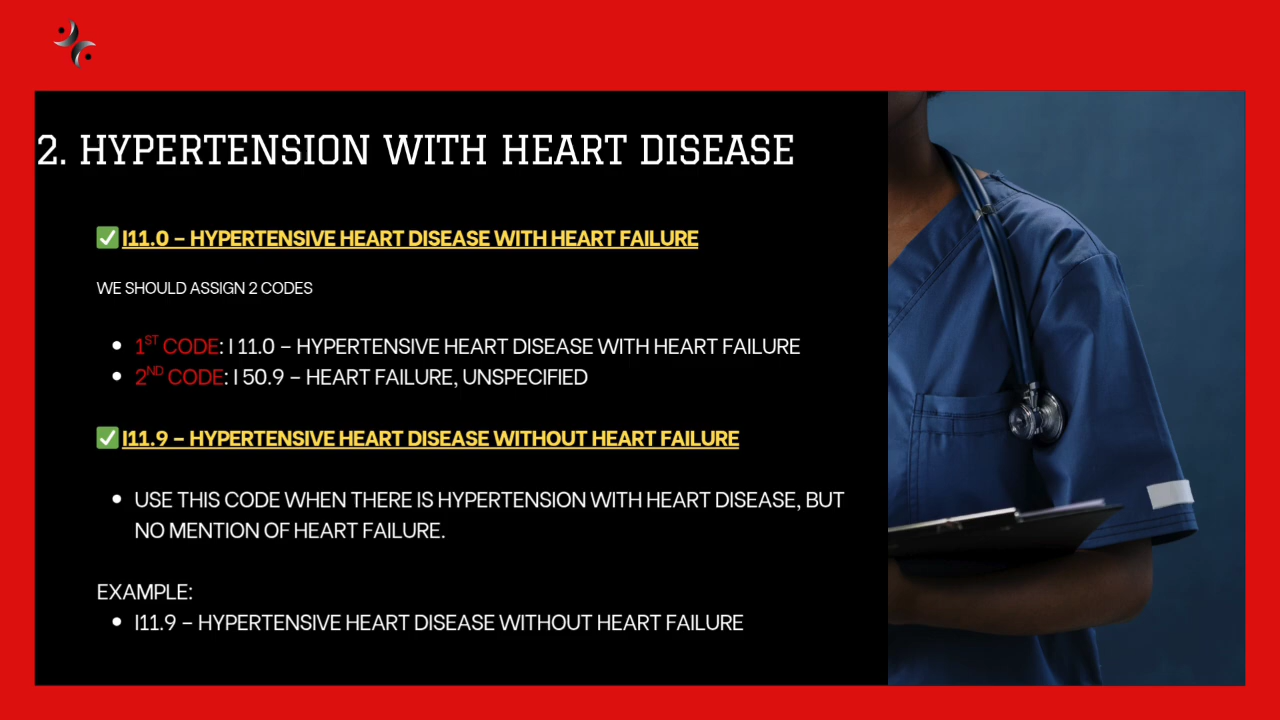 2. HYPERTENSION WITH HEART DISEASE
✅ I11.0 – HYPERTENSIVE HEART DISEASE WITH HEART FAILURE
WE SHOULD ASSIGN 2 CODES
• 1ST CODE: I 11.0 – HYPERTENSIVE HEART DISEASE WITH HEART FAILURE
• 2ND CODE: I 50.9 – HEART FAILURE, UNSPECIFIED
✅ I11.9 – HYPERTENSIVE HEART DISEASE WITHOUT HEART FAILURE
• USE THIS CODE WHEN THERE IS HYPERTENSION WITH HEART DISEASE, BUT
NO MENTION OF HEART FAILURE.
EXAMPLE:
• I11.9 – HYPERTENSIVE HEART DISEASE WITHOUT HEART FAILURE